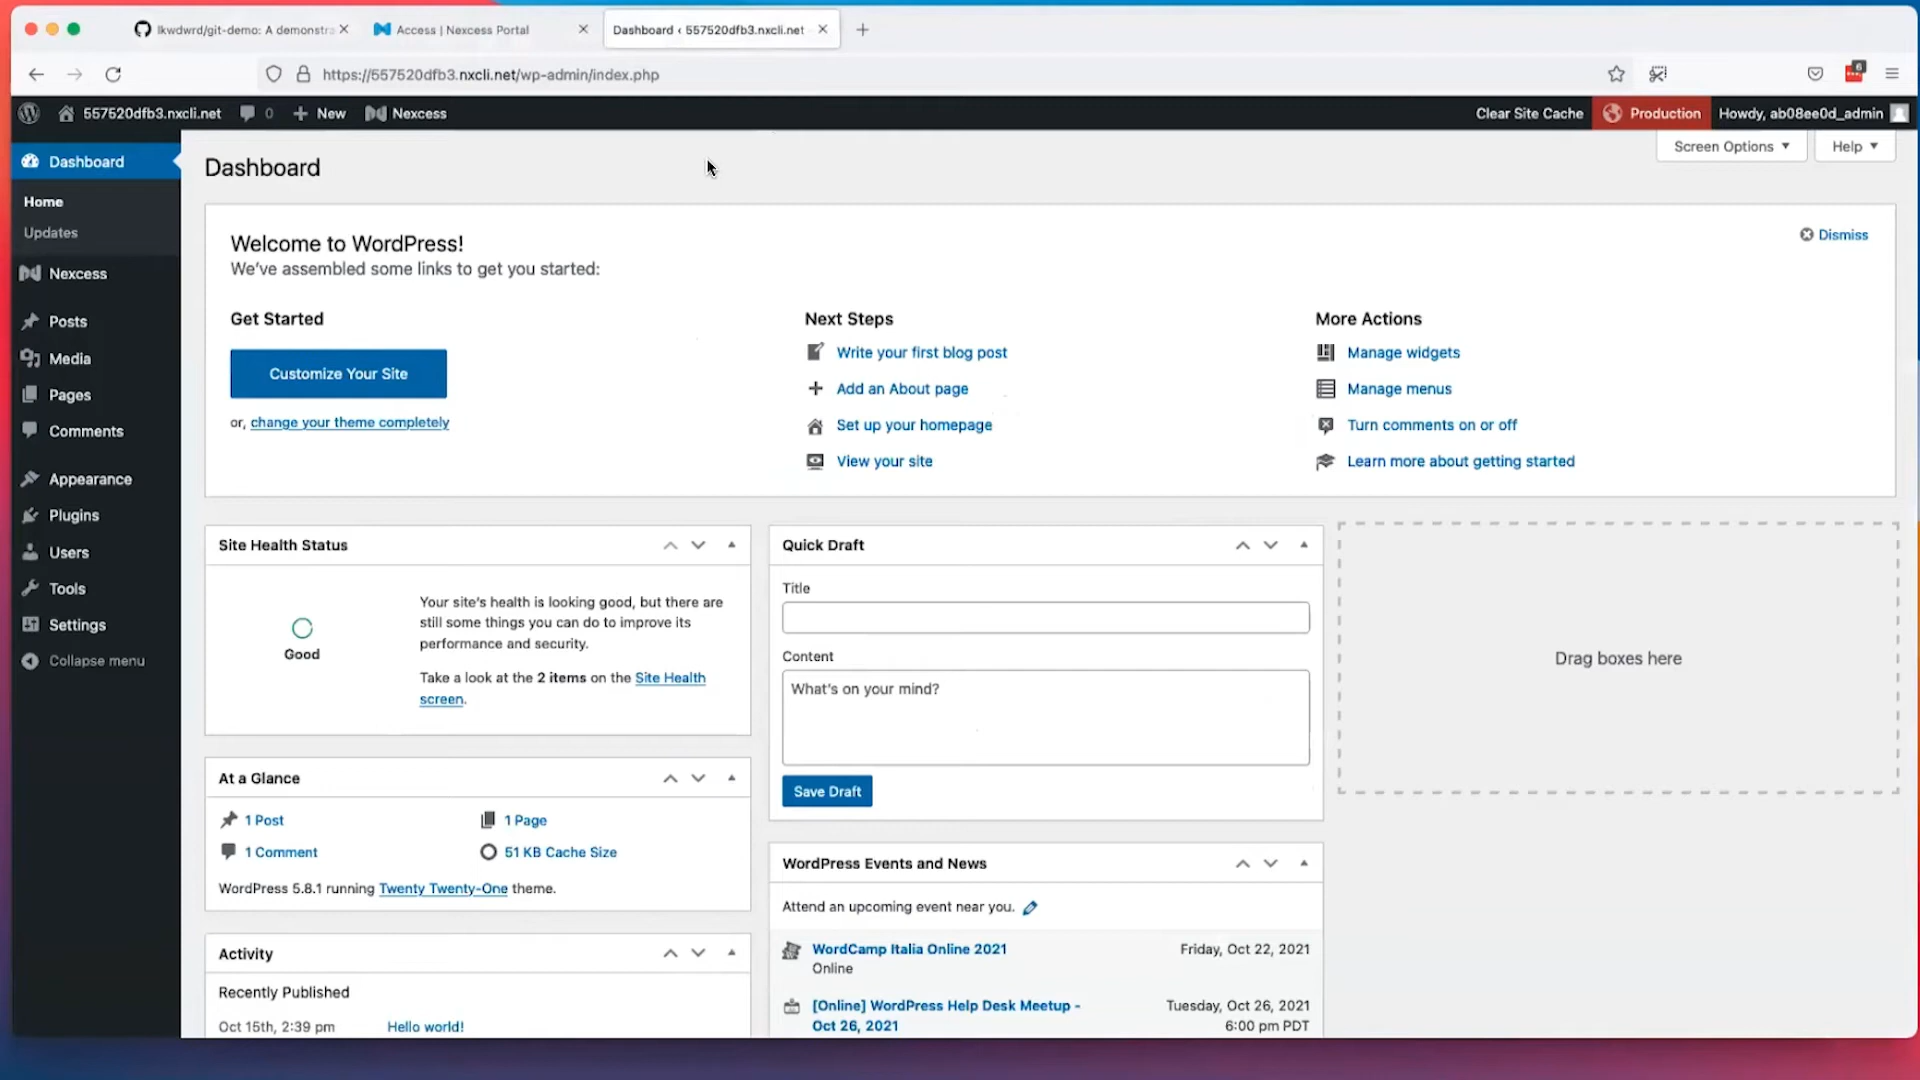 lkwdwrd/git-demo: A demonstra
Access | Nexcess Portal
Dashboard ‹ 557520dfb3.nxcli.net
https://557520dfb3.nxcli.net/wp-admin/index.php
6
557520dfb3.nxcli.net
0
New
Nexcess
Clear Site Cache
Production
Howdy, ab08ee0d_admin
Dashboard
Home
Updates
Nexcess
Posts
Media
Pages
Comments
Appearance
Plugins
Users
Tools
Settings
Collapse menu
Dashboard
Screen Options
Help
Welcome to WordPress!
We've assembled some links to get you started:
Dismiss
Get Started
Customize Your Site
or, change your theme completely
Next Steps
Write your first blog post
Add an About page
Set up your homepage
View your site
More Actions
Manage widgets
Manage menus
Turn comments on or off
Learn more about getting started
Site Health Status
Good
Your site's health is looking good, but there are
still some things you can do to improve its
performance and security.
Take a look at the 2 items on the Site Health
screen.
At a Glance
1 Post
1 Page
1 Comment
51 KB Cache Size
WordPress 5.8.1 running Twenty Twenty-One theme.
Activity
Recently Published
Oct 15th, 2:39 pm
Hello world!
Quick Draft
Title
Content
What's on your mind?
Save Draft
WordPress Events and News
Attend an upcoming event near you.
WordCamp Italia Online 2021
Online
Friday, Oct 22, 2021
[Online] WordPress Help Desk Meetup -
Oct 26, 2021
Tuesday, Oct 26, 2021
6:00 pm PDT
Drag boxes here